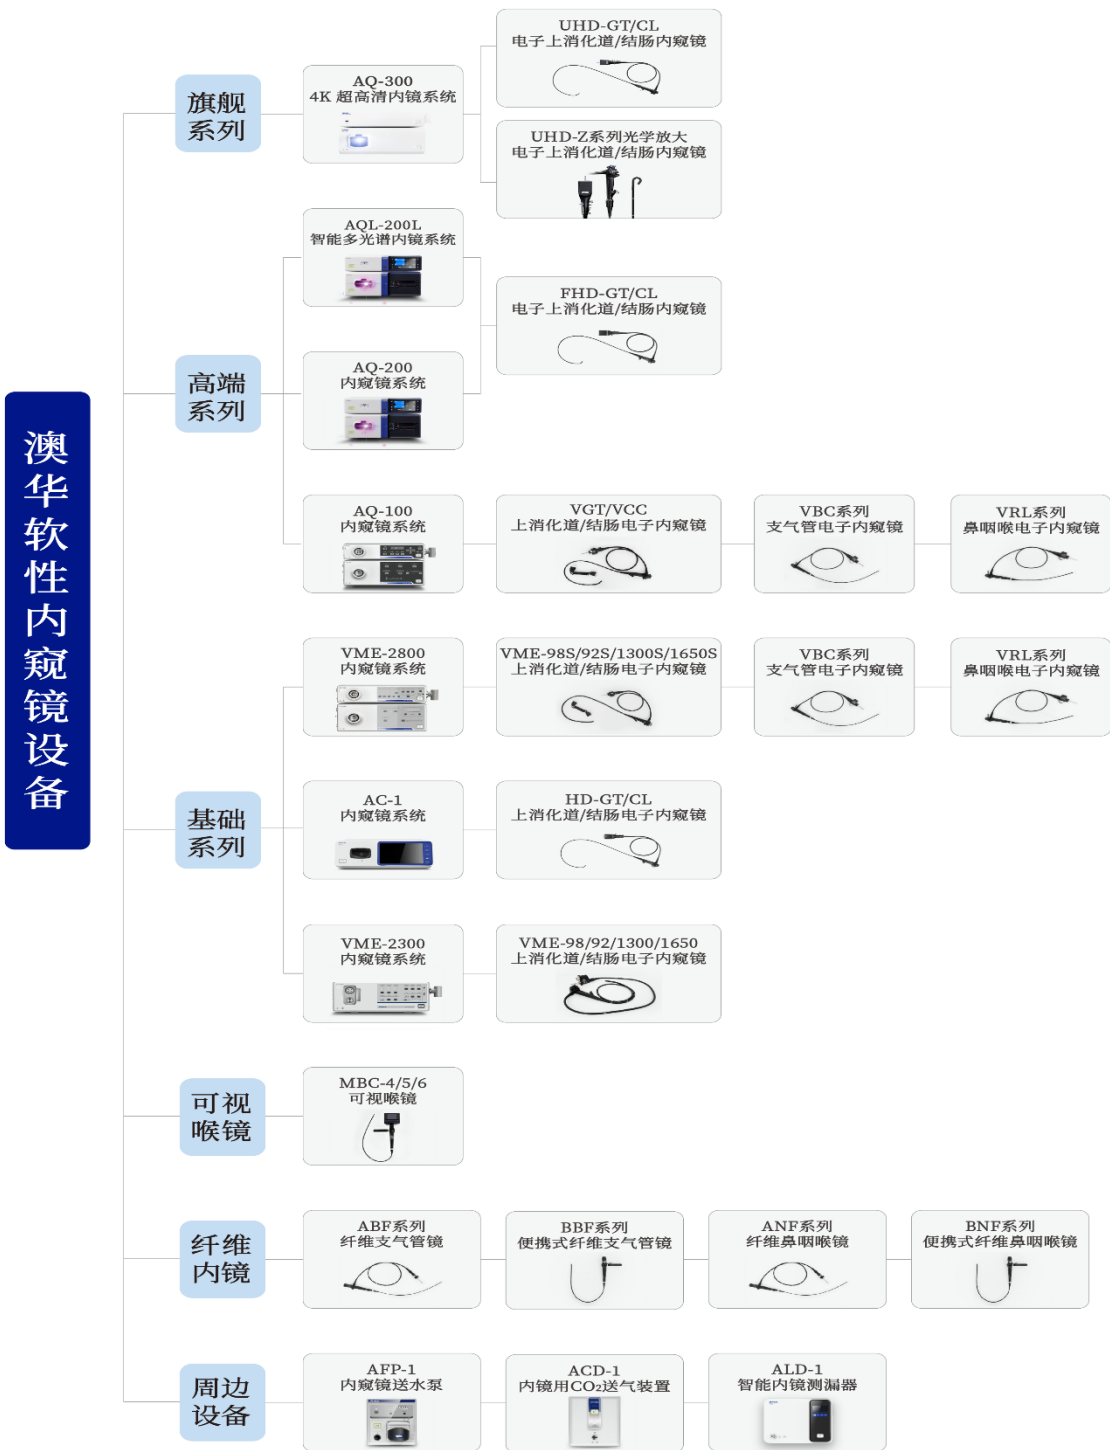 澳华软性内窥镜设备
旗舰
系列
AQ-300
4K 超高清内镜系统
UHD-GT/CL
电子上消化道/结肠内窥镜
UHD-Z系列光学放大
电子上消化道/结肠内窥镜
高端
系列
AQL-200L
智能多光谱内镜系统
AQ-200
内窥镜系统
FHD-GT/CL
电子上消化道/结肠内窥镜
AQ-100
内窥镜系统
VGT/VCC
上消化道/结肠电子内窥镜
VBC系列
支气管电子内窥镜
VRL系列
鼻咽喉电子内窥镜
基础
系列
VME-2800
内窥镜系统
VME-98S/92S/1300S/1650S
上消化道/结肠电子内窥镜
VBC系列
支气管电子内窥镜
VRL系列
鼻咽喉电子内窥镜
AC-1
内窥镜系统
HD-GT/CL
上消化道/结肠电子内窥镜
VME-2300
内窥镜系统
VME-98/92/1300/1650
上消化道/结肠电子内窥镜
可视
喉镜
MBC-4/5/6
可视喉镜
纤维
内镜
ABF系列
纤维支气管镜
BBF系列
便携式纤维支气管镜
ANF系列
纤维鼻咽喉镜
BNF系列
便携式纤维鼻咽喉镜
周边
设备
AFP-1
内窥镜送水泵
ACD-1
内镜用CO₂送气装置
ALD-1
智能内镜测漏器